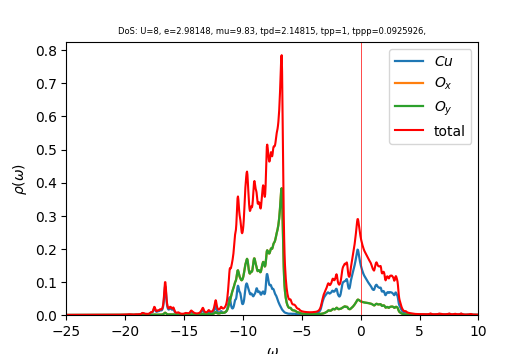 DoS: U=8, e=2.98148, mu=9.83, tpd=2.14815, tpp=1, tppp=0.0925926,
0.8
0.7
0.6
0.5
0.4
0.3
0.2
0.1
0.0
ρ(ω)
Cu
O_x
O_y
total
−25 −20 −15 −10 −5 0 5 10
ω